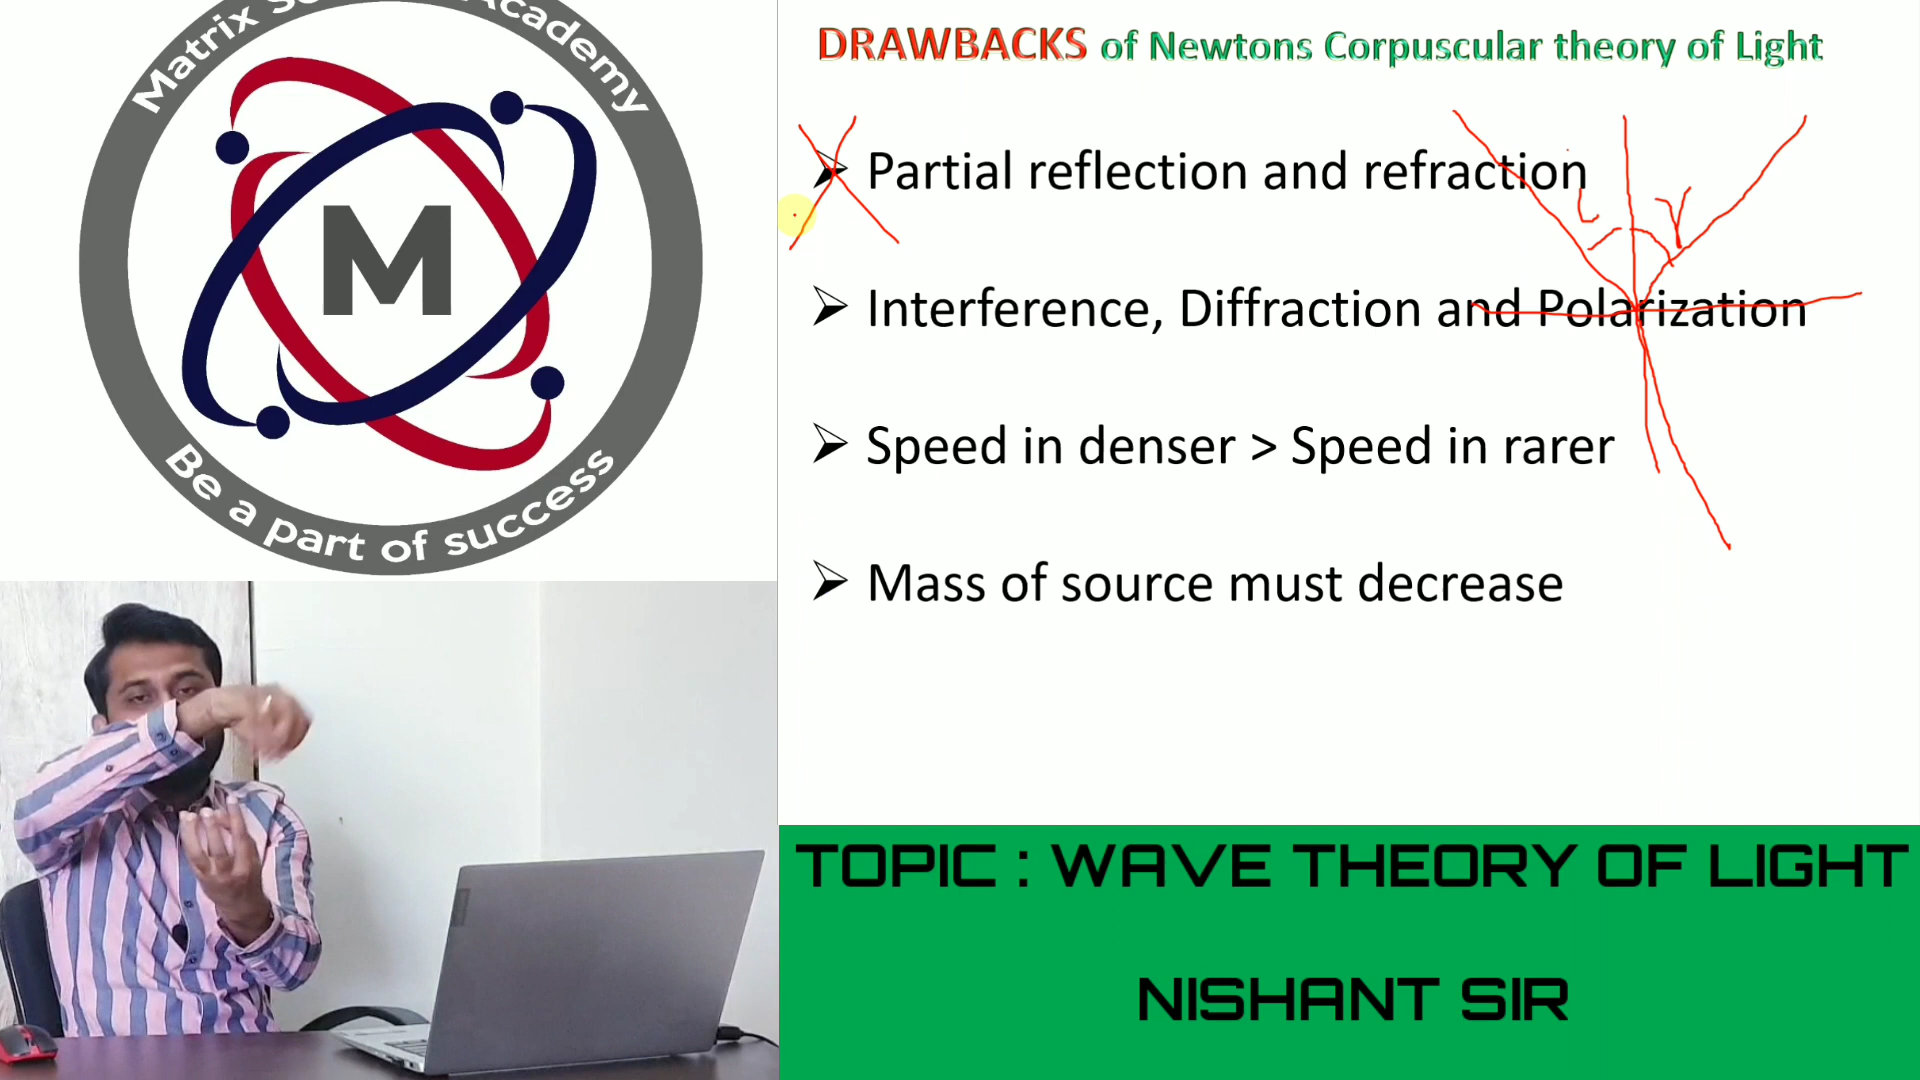 Matrix
Academy
M
Be a part of success
DRAWBACKS of Newtons Corpuscular theory of Light
➢ Partial reflection and refraction
i r
➢ Interference, Diffraction and Polarization
➢ Speed in denser > Speed in rarer
➢ Mass of source must decrease
TOPIC : WAVE THEORY OF LIGHT
NISHANT SIR